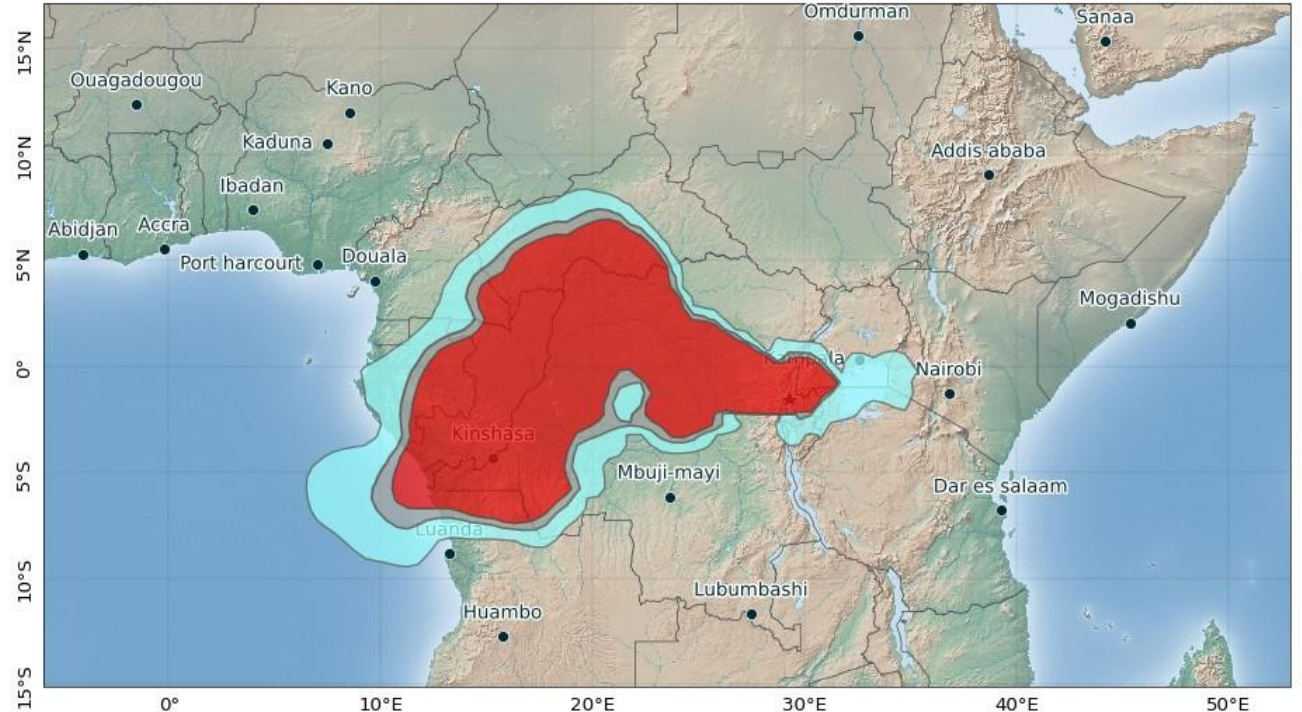 Omdurman
Sanaa
15°N
Ouagadougou
Kano
Kaduna
10°N
Addis-ababa
Ibadan
Abidjan
Accra
Port harcourt
Douala
5°N
Mogadishu
Kampala
0°
Nairobi
Kinshasa
5°S
Mbuji-mayi
Dar es salaam
Luanda
10°S
Lubumbashi
Huambo
15°S
0°
10°E
20°E
30°E
40°E
50°E